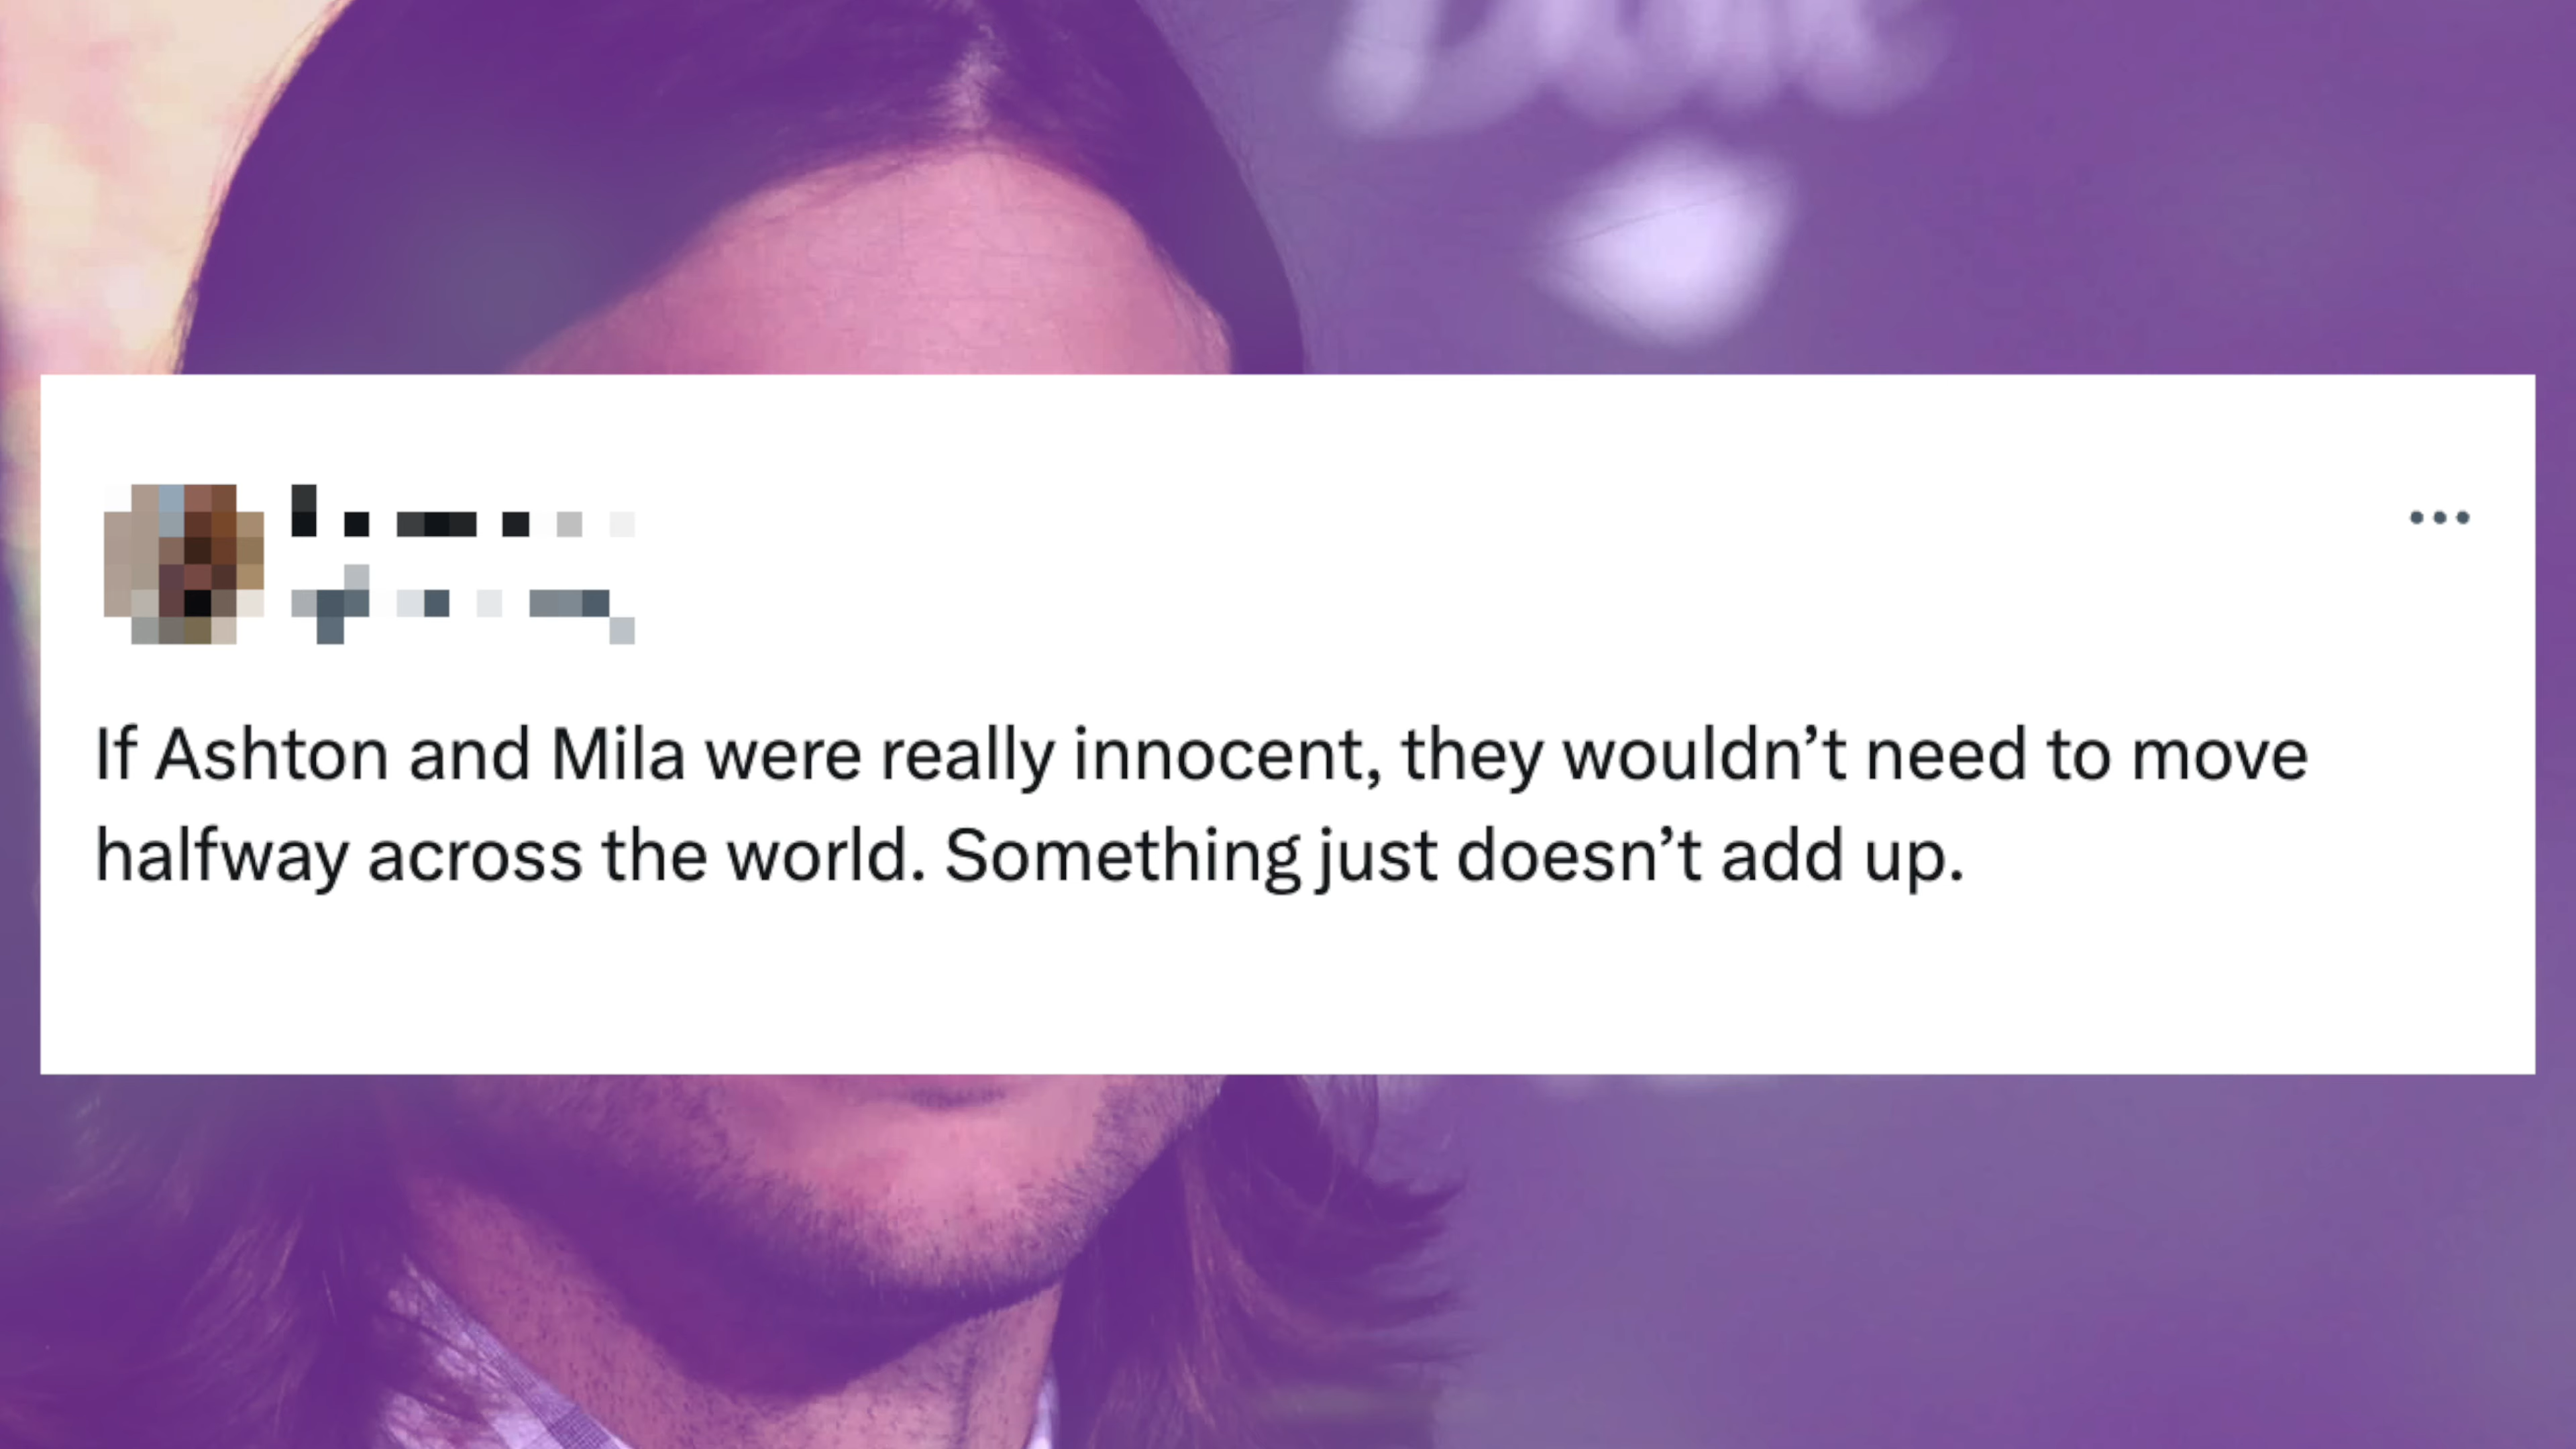 If Ashton and Mila were really innocent, they wouldn’t need to move
halfway across the world. Something just doesn’t add up.